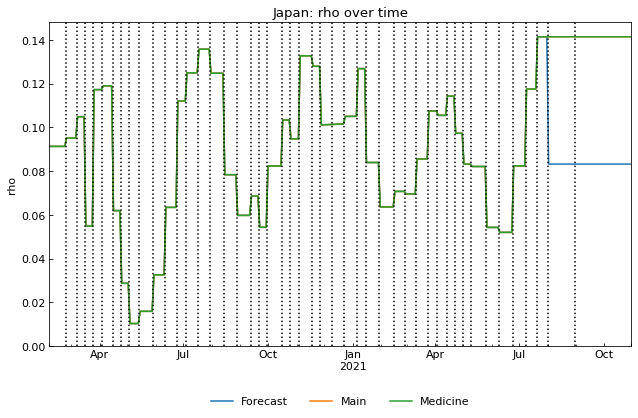 Japan: rho over time
0.14
0.12
0.10
0.08
0.06
0.04
0.02
0.00
rho
Apr Jul Oct Jan Apr Jul Oct
2021
Forecast Main Medicine